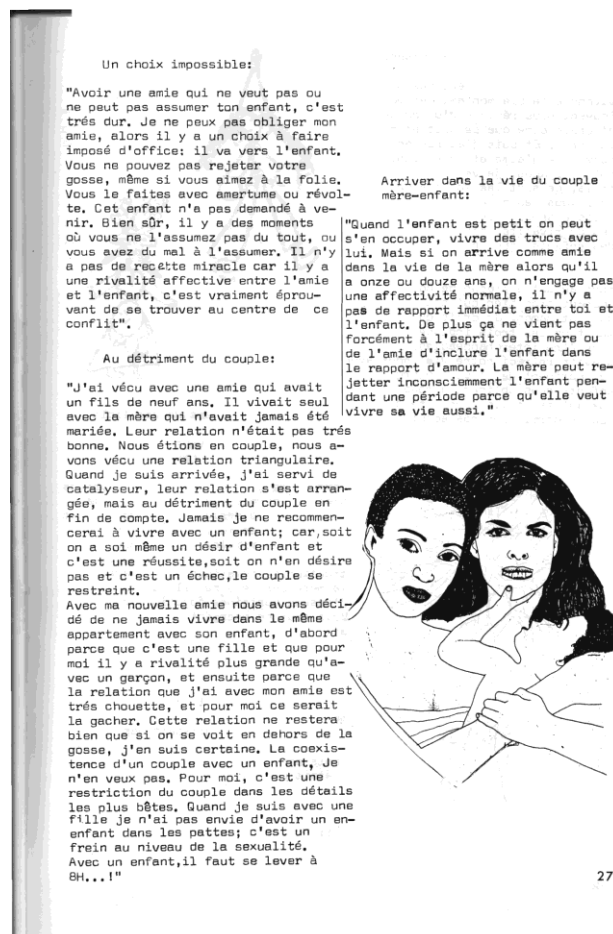 Un choix impossible:
"Avoir une amie qui ne veut pas ou
ne peut pas assumer ton enfant, c'est
trés dur. Je ne peux pas obliger mon
amie, alors il y a un choix à faire
imposé d'office: il va vers l'enfant.
Vous ne pouvez pas rejeter votre
gosse, même si vous aimez à la folie.
Vous le faites avec amertume ou révol-
te. Cet enfant n'a pas demandé à ve-
nir. Bien sûr, il y a des moments
où vous ne l'assumez pas du tout, ou
vous avez du mal à l'assumer. Il n'y
a pas de recette miracle car il y a
une rivalité affective entre l'amie
et l'enfant, c'est vraiment éprou-
vant de se trouver au centre de ce
conflit".
Au détriment du couple:
"J'ai vécu avec une amie qui avait
un fils de neuf ans. Il vivait seul
avec la mère qui n'avait jamais été
mariée. Leur relation n'était pas trés
bonne. Nous étions en couple, nous a-
vons vécu une relation triangulaire.
Quand je suis arrivée, j'ai servi de
catalyseur, leur relation s'est arran-
gée, mais au détriment du couple en
fin de compte. Jamais je ne recommen-
cerai à vivre avec un enfant; car,soit
on a soi même un désir d'enfant et
c'est une réussite,soit on n'en désire
pas et c'est un échec,le couple se
restreint.
Avec ma nouvelle amie nous avons déci-
dé de ne jamais vivre dans le même
appartement avec son enfant, d'abord
parce que c'est une fille et que pour
moi il y a rivalité plus grande qu'a-
vec un garçon, et ensuite parce que
la relation que j'ai avec mon amie est
trés chouette, et pour moi ce serait
la gacher. Cette relation ne restera
bien que si on se voit en dehors de la
gosse, j'en suis certaine. La coexis-
tence d'un couple avec un enfant, Je
n'en veux pas. Pour moi, c'est une
restriction du couple dans les détails
les plus bêtes. Quand je suis avec une
fille je n'ai pas envie d'avoir un en-
enfant dans les pattes; c'est un
frein au niveau de la sexualité.
Avec un enfant,il faut se lever à
8H...!"
Arriver dans la vie du couple
mère-enfant:
"Quand l'enfant est petit on peut
s'en occuper, vivre des trucs avec
lui. Mais si on arrive comme amie
dans la vie de la mère alors qu'il
a onze ou douze ans, on n'engage pas
une affectivité normale, il n'y a
pas de rapport immédiat entre toi et
l'enfant. De plus ça ne vient pas
forcément à l'esprit de la mère ou
de l'amie d'inclure l'enfant dans
le rapport d'amour. La mère peut re-
jetter inconsciemment l'enfant pen-
dant une période parce qu'elle veut
vivre sa vie aussi."
27